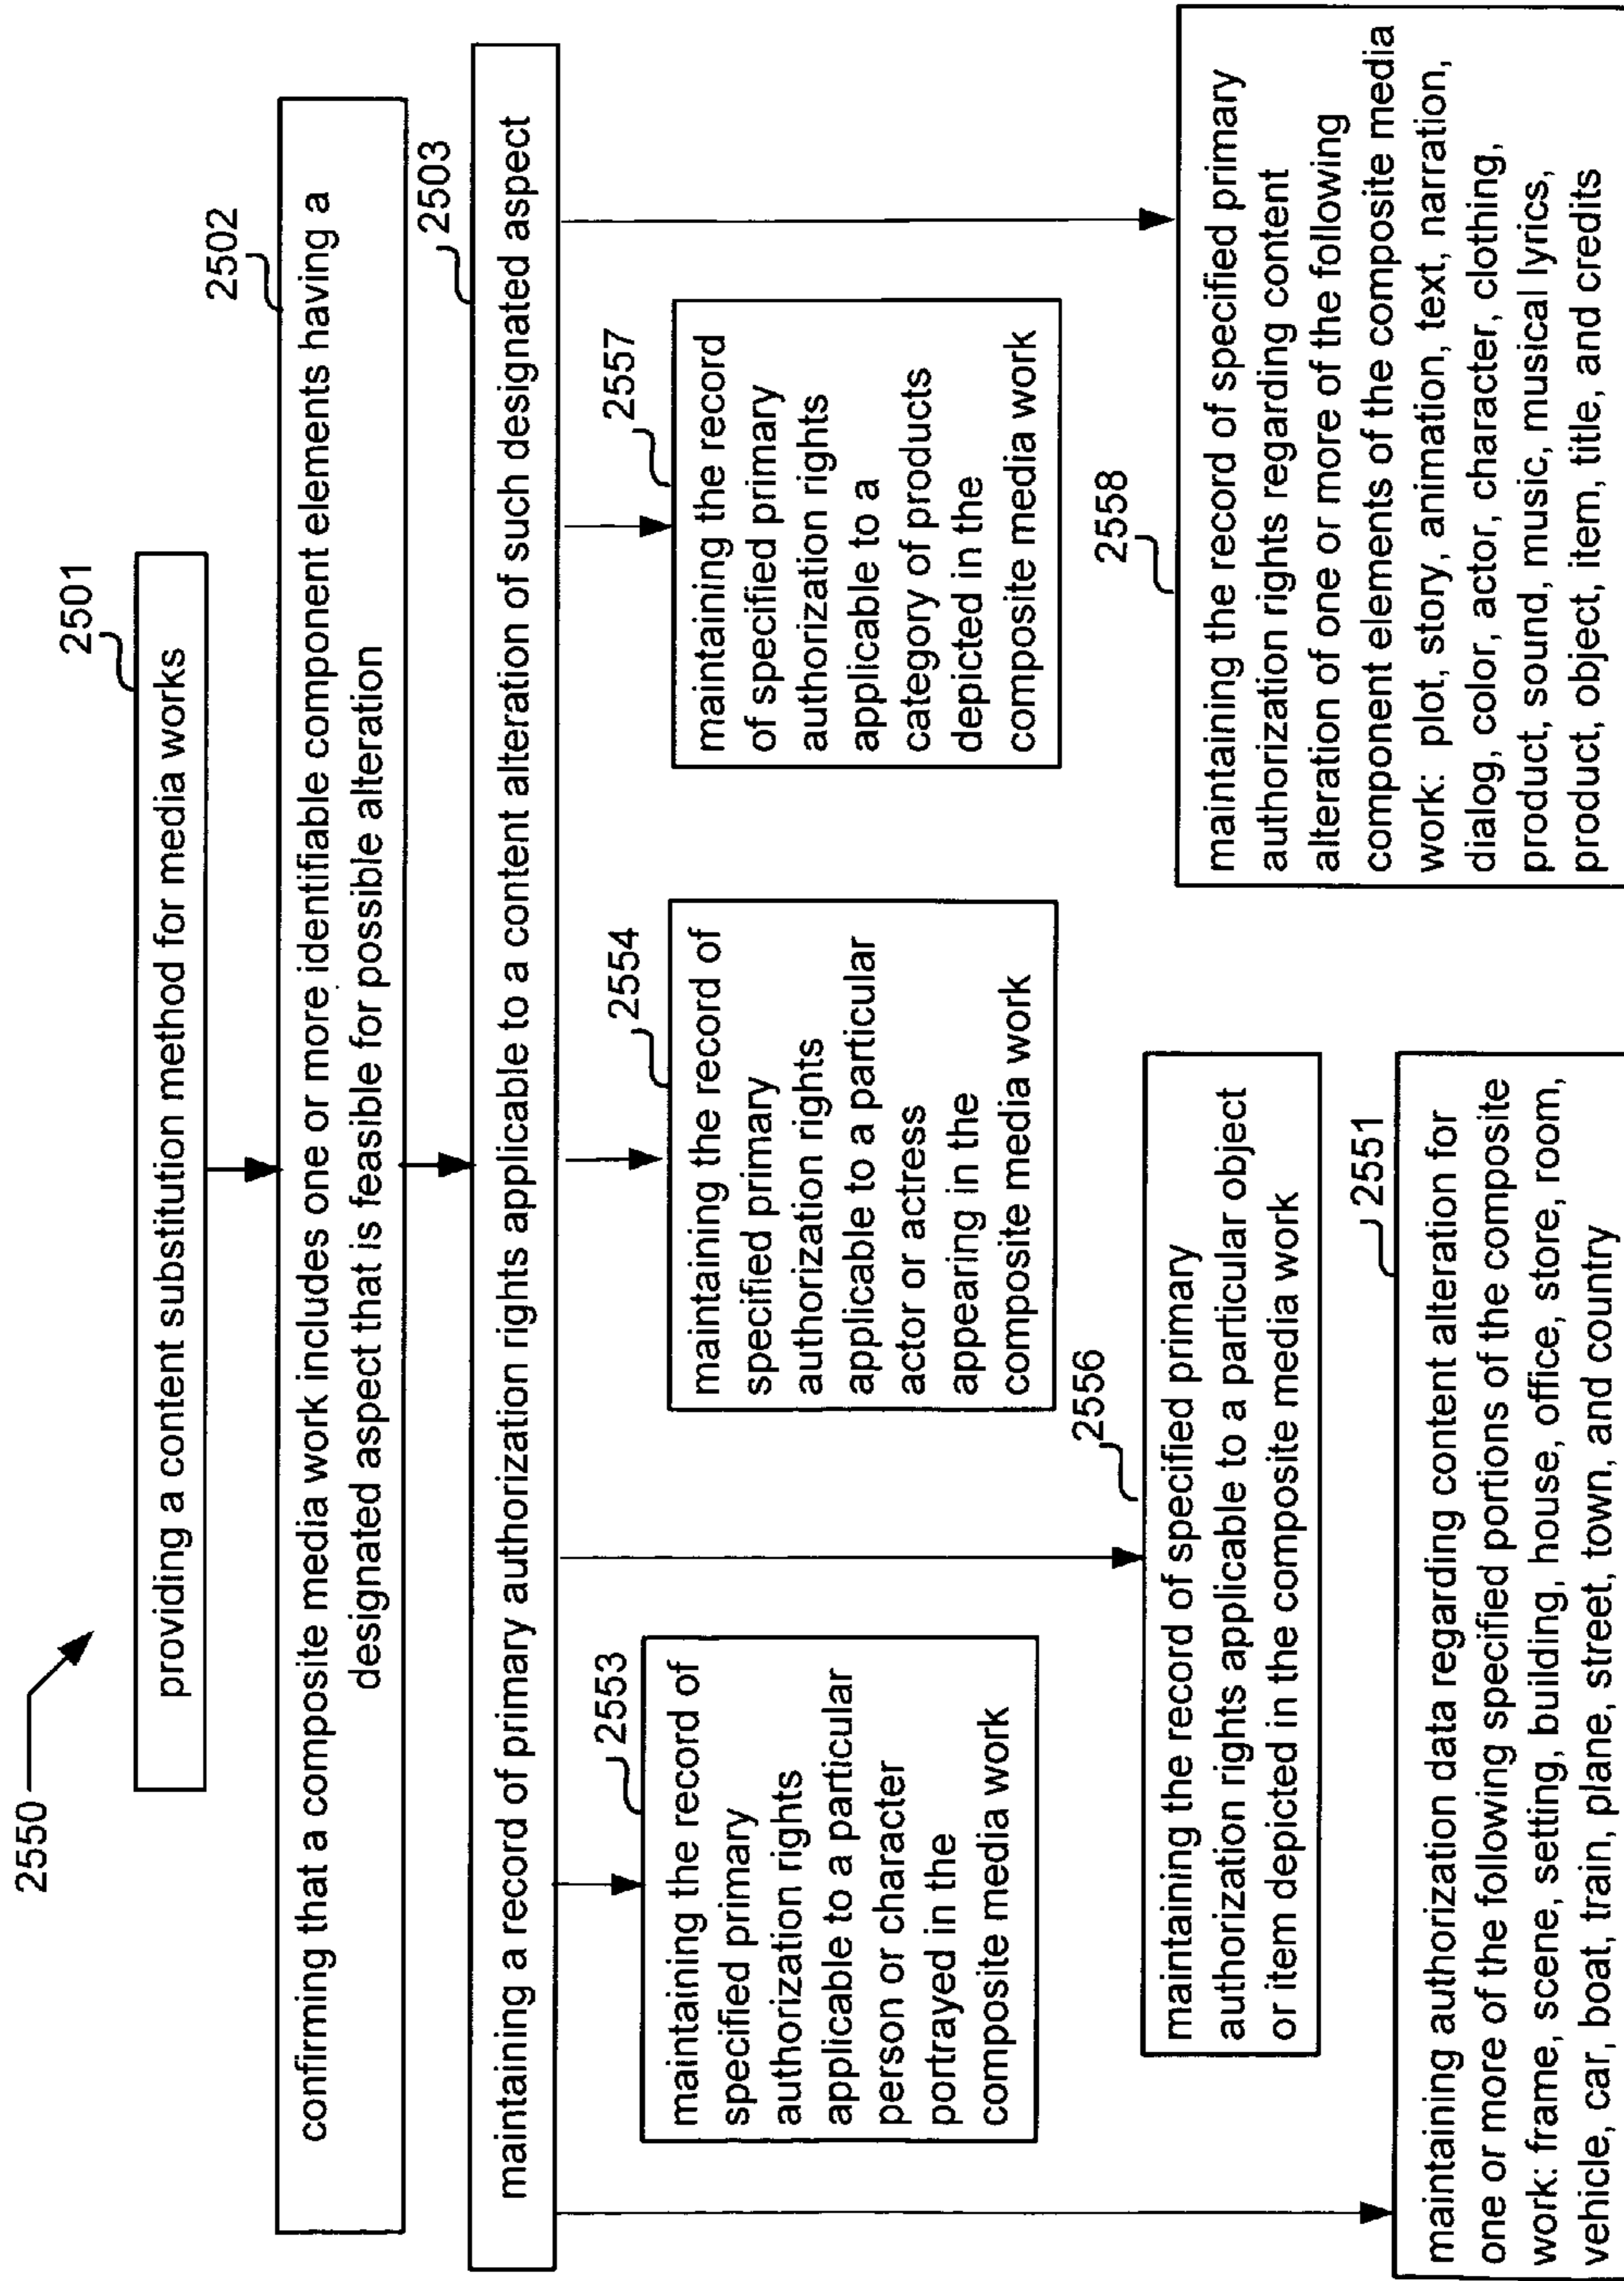 2550
2501
providing a content substitution method for media works
2502
confirming that a composite media work includes one or more identifiable component elements having a
designated aspect that is feasible for possible alteration
2503
maintaining a record of primary authorization rights applicable to a content alteration of such designated aspect
2553
maintaining the record of
specified primary
authorization rights
applicable to a particular
person or character
portrayed in the
composite media work
2554
maintaining the record of
specified primary
authorization rights
applicable to a particular
actor or actress
appearing in the
composite media work
2557
maintaining the record
of specified primary
authorization rights
applicable to a
category of products
depicted in the
composite media work
2556
maintaining the record of specified primary
authorization rights applicable to a particular object
or item depicted in the composite media work
2558
maintaining the record of specified primary
authorization rights regarding content
alteration of one or more of the following
component elements of the composite media
work: plot, story, animation, text, narration,
dialog, color, actor, character, clothing,
product, sound, music, musical lyrics,
product, object, item, title, and credits
2551
maintaining authorization data regarding content alteration for
one or more of the following specified portions of the composite
work: frame, scene, setting, building, house, office, store, room,
vehicle, car, boat, train, plane, street, town, and country